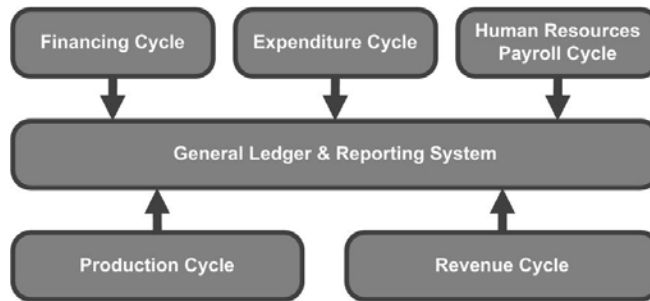 Financing Cycle
Expenditure Cycle
Human Resources
Payroll Cycle
General Ledger & Reporting System
Production Cycle
Revenue Cycle